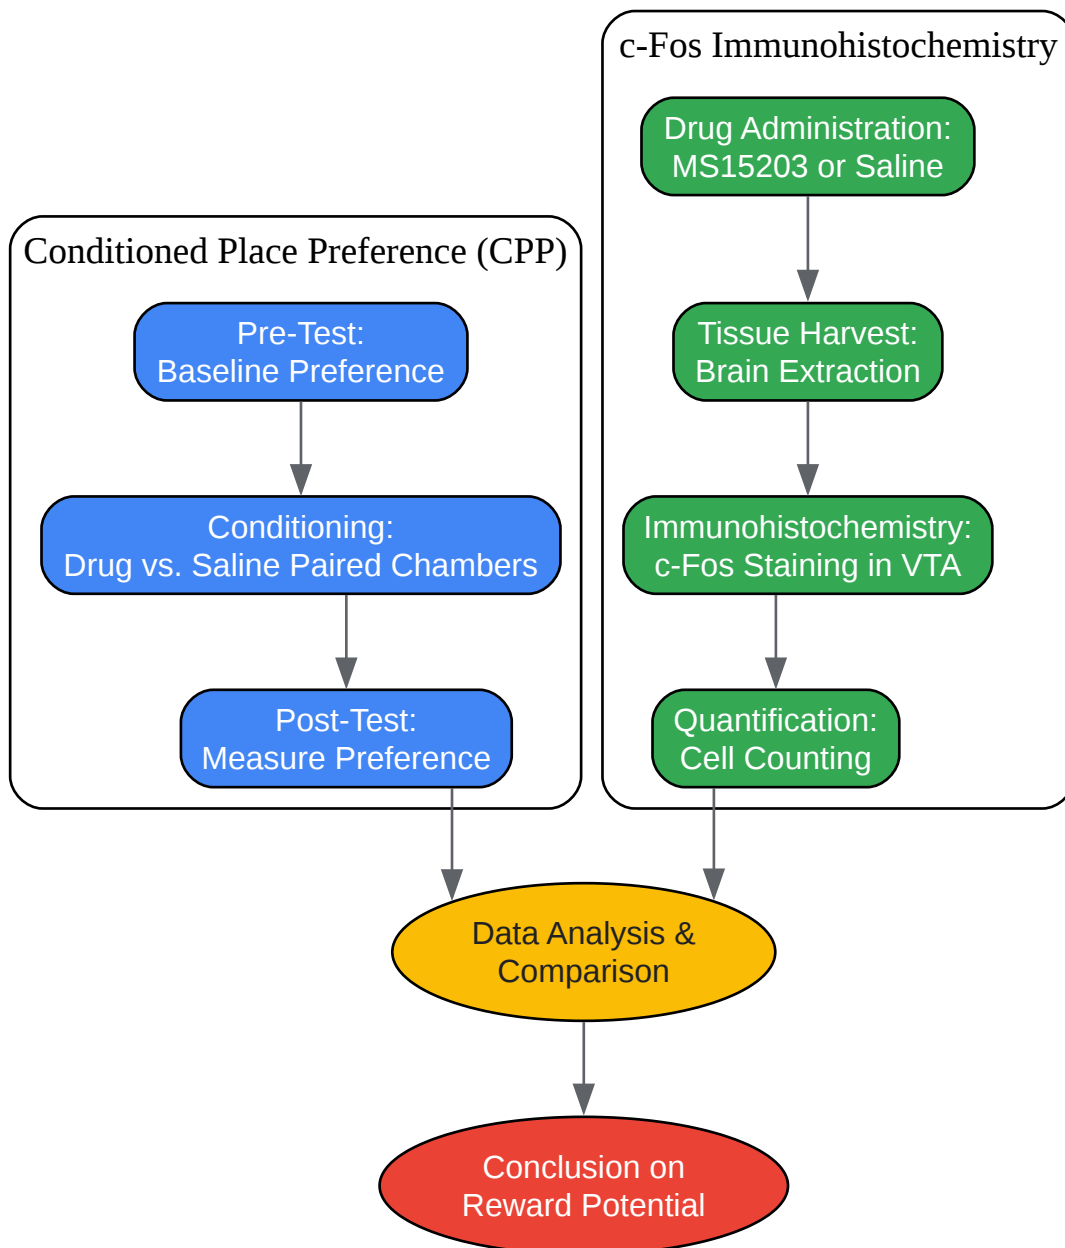 c-Fos Immunohistochemistry
Drug Administration:
MS15203 or Saline
Tissue Harvest:
Brain Extraction
Immunohistochemistry:
c-Fos Staining in VTA
Quantification:
Cell Counting
Conditioned Place Preference (CPP)
Pre-Test:
Baseline Preference
Conditioning:
Drug vs. Saline Paired Chambers
Post-Test:
Measure Preference
Data Analysis &
Comparison
Conclusion on
Reward Potential